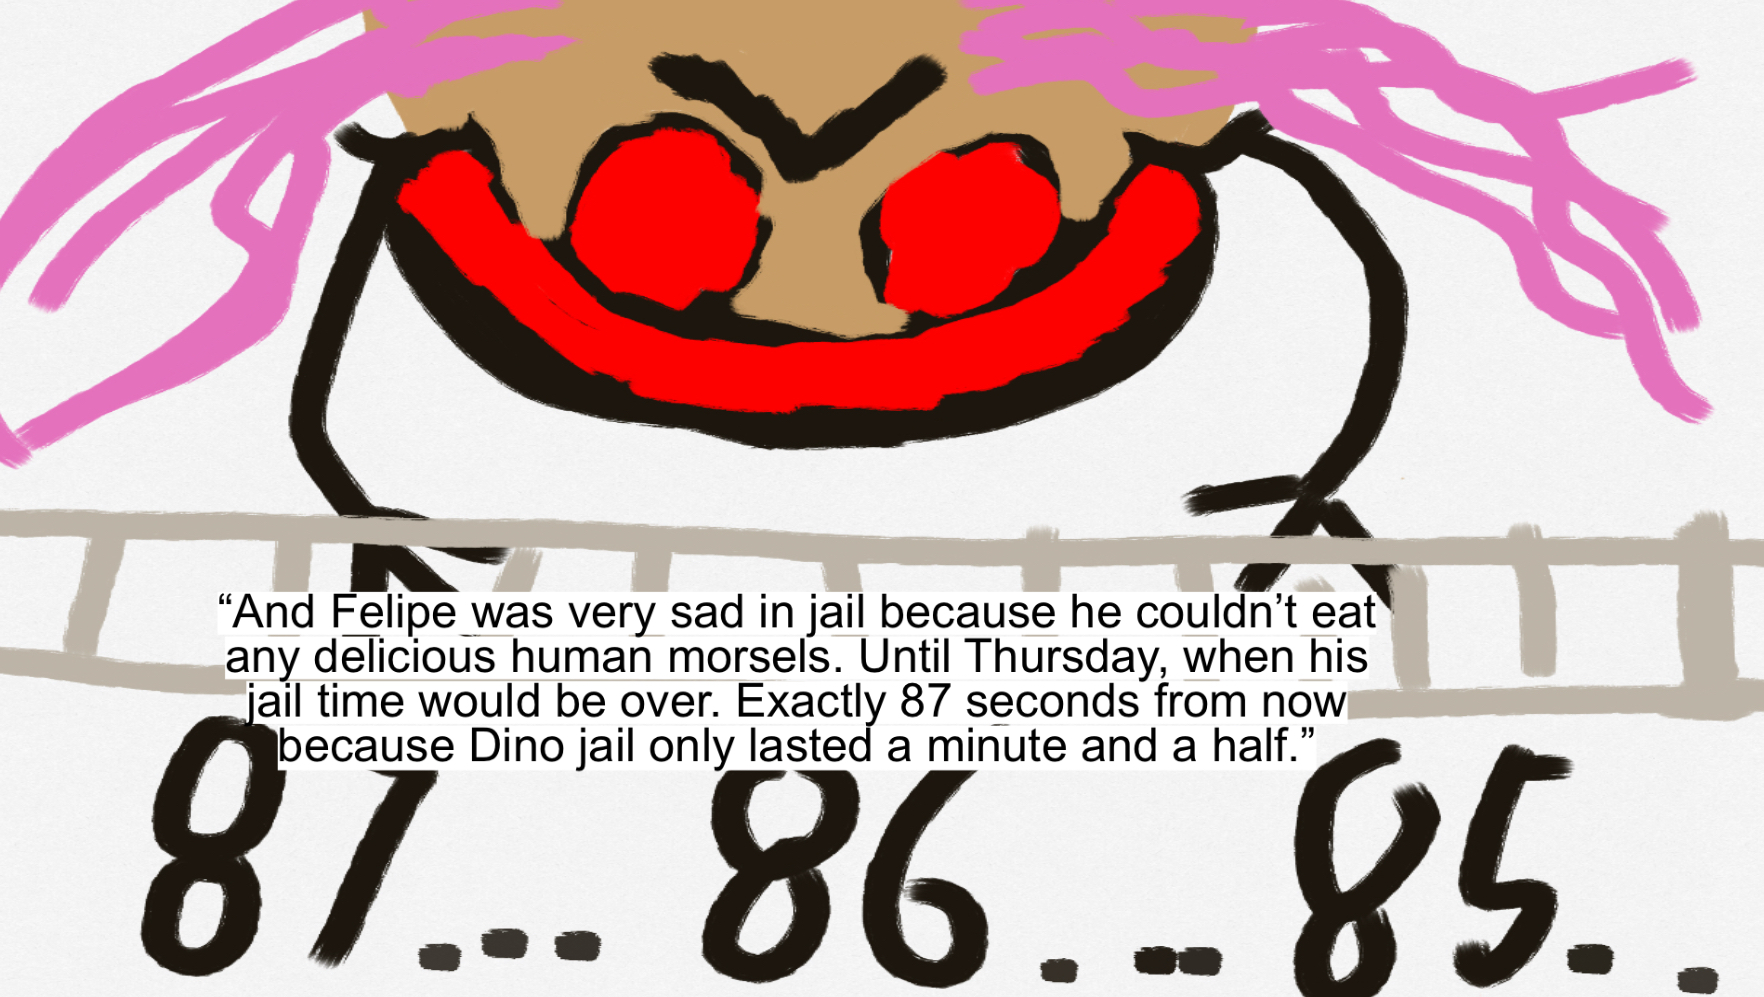 “And Felipe was very sad in jail because he couldn’t eat
any delicious human morsels. Until Thursday, when his
jail time would be over. Exactly 87 seconds from now
because Dino jail only lasted a minute and a half.”
87... 86... 85..